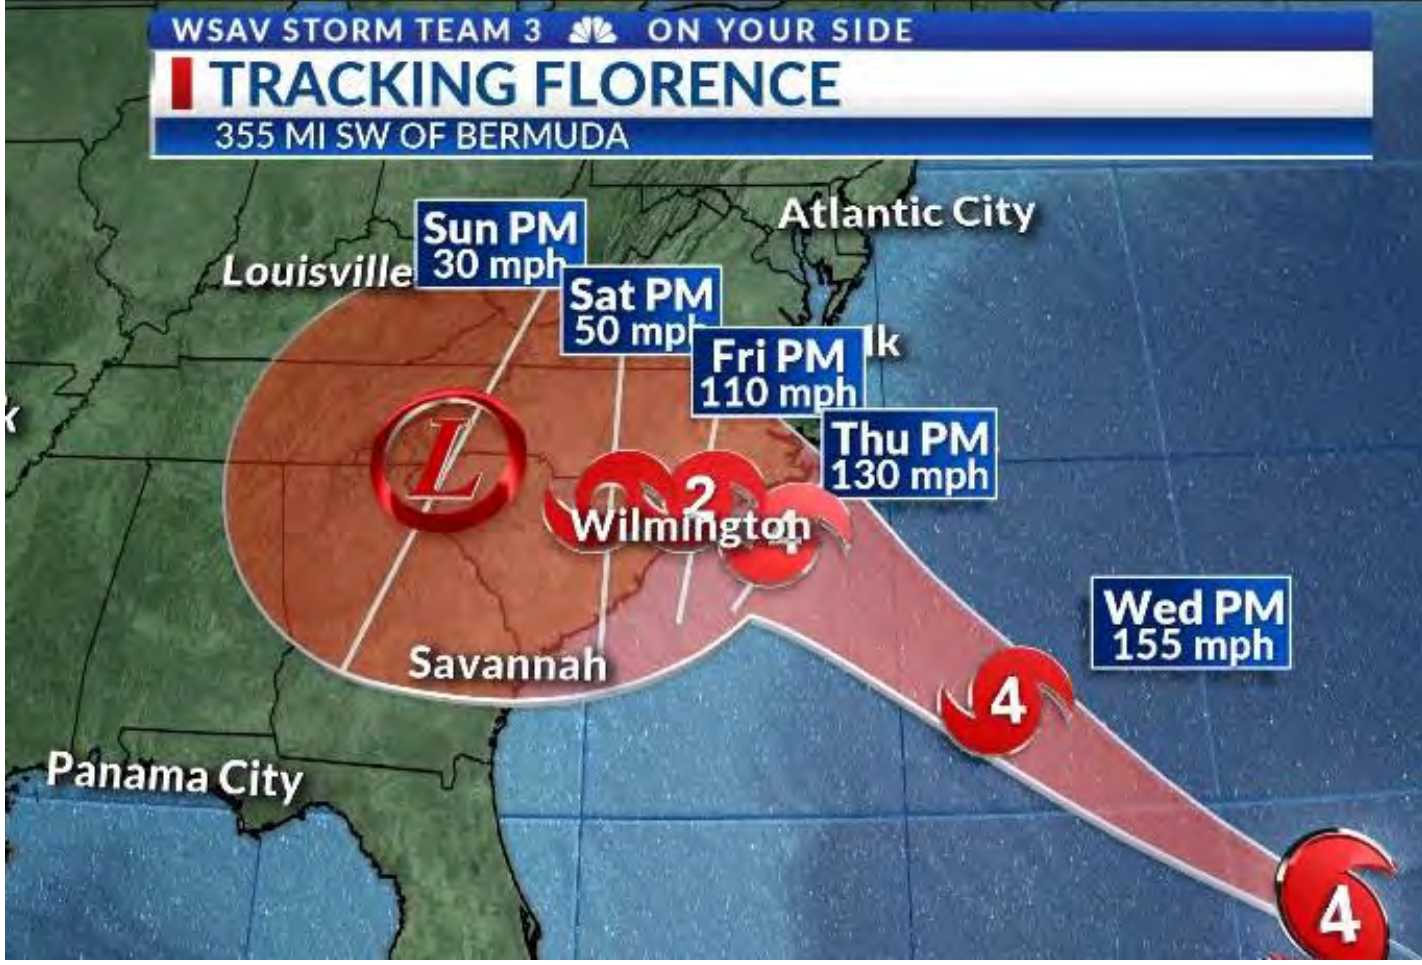 WSAV STORM TEAM 3 ON YOUR SIDE
TRACKING FLORENCE
355 MI SW OF BERMUDA
Atlantic City
Sun PM
30 mph
Louisville
Sat PM
50 mph
Fri PM
110 mph
lk
Thu PM
130 mph
k
L
2
Wilmington
4
Wed PM
155 mph
Savannah
4
Panama City
4